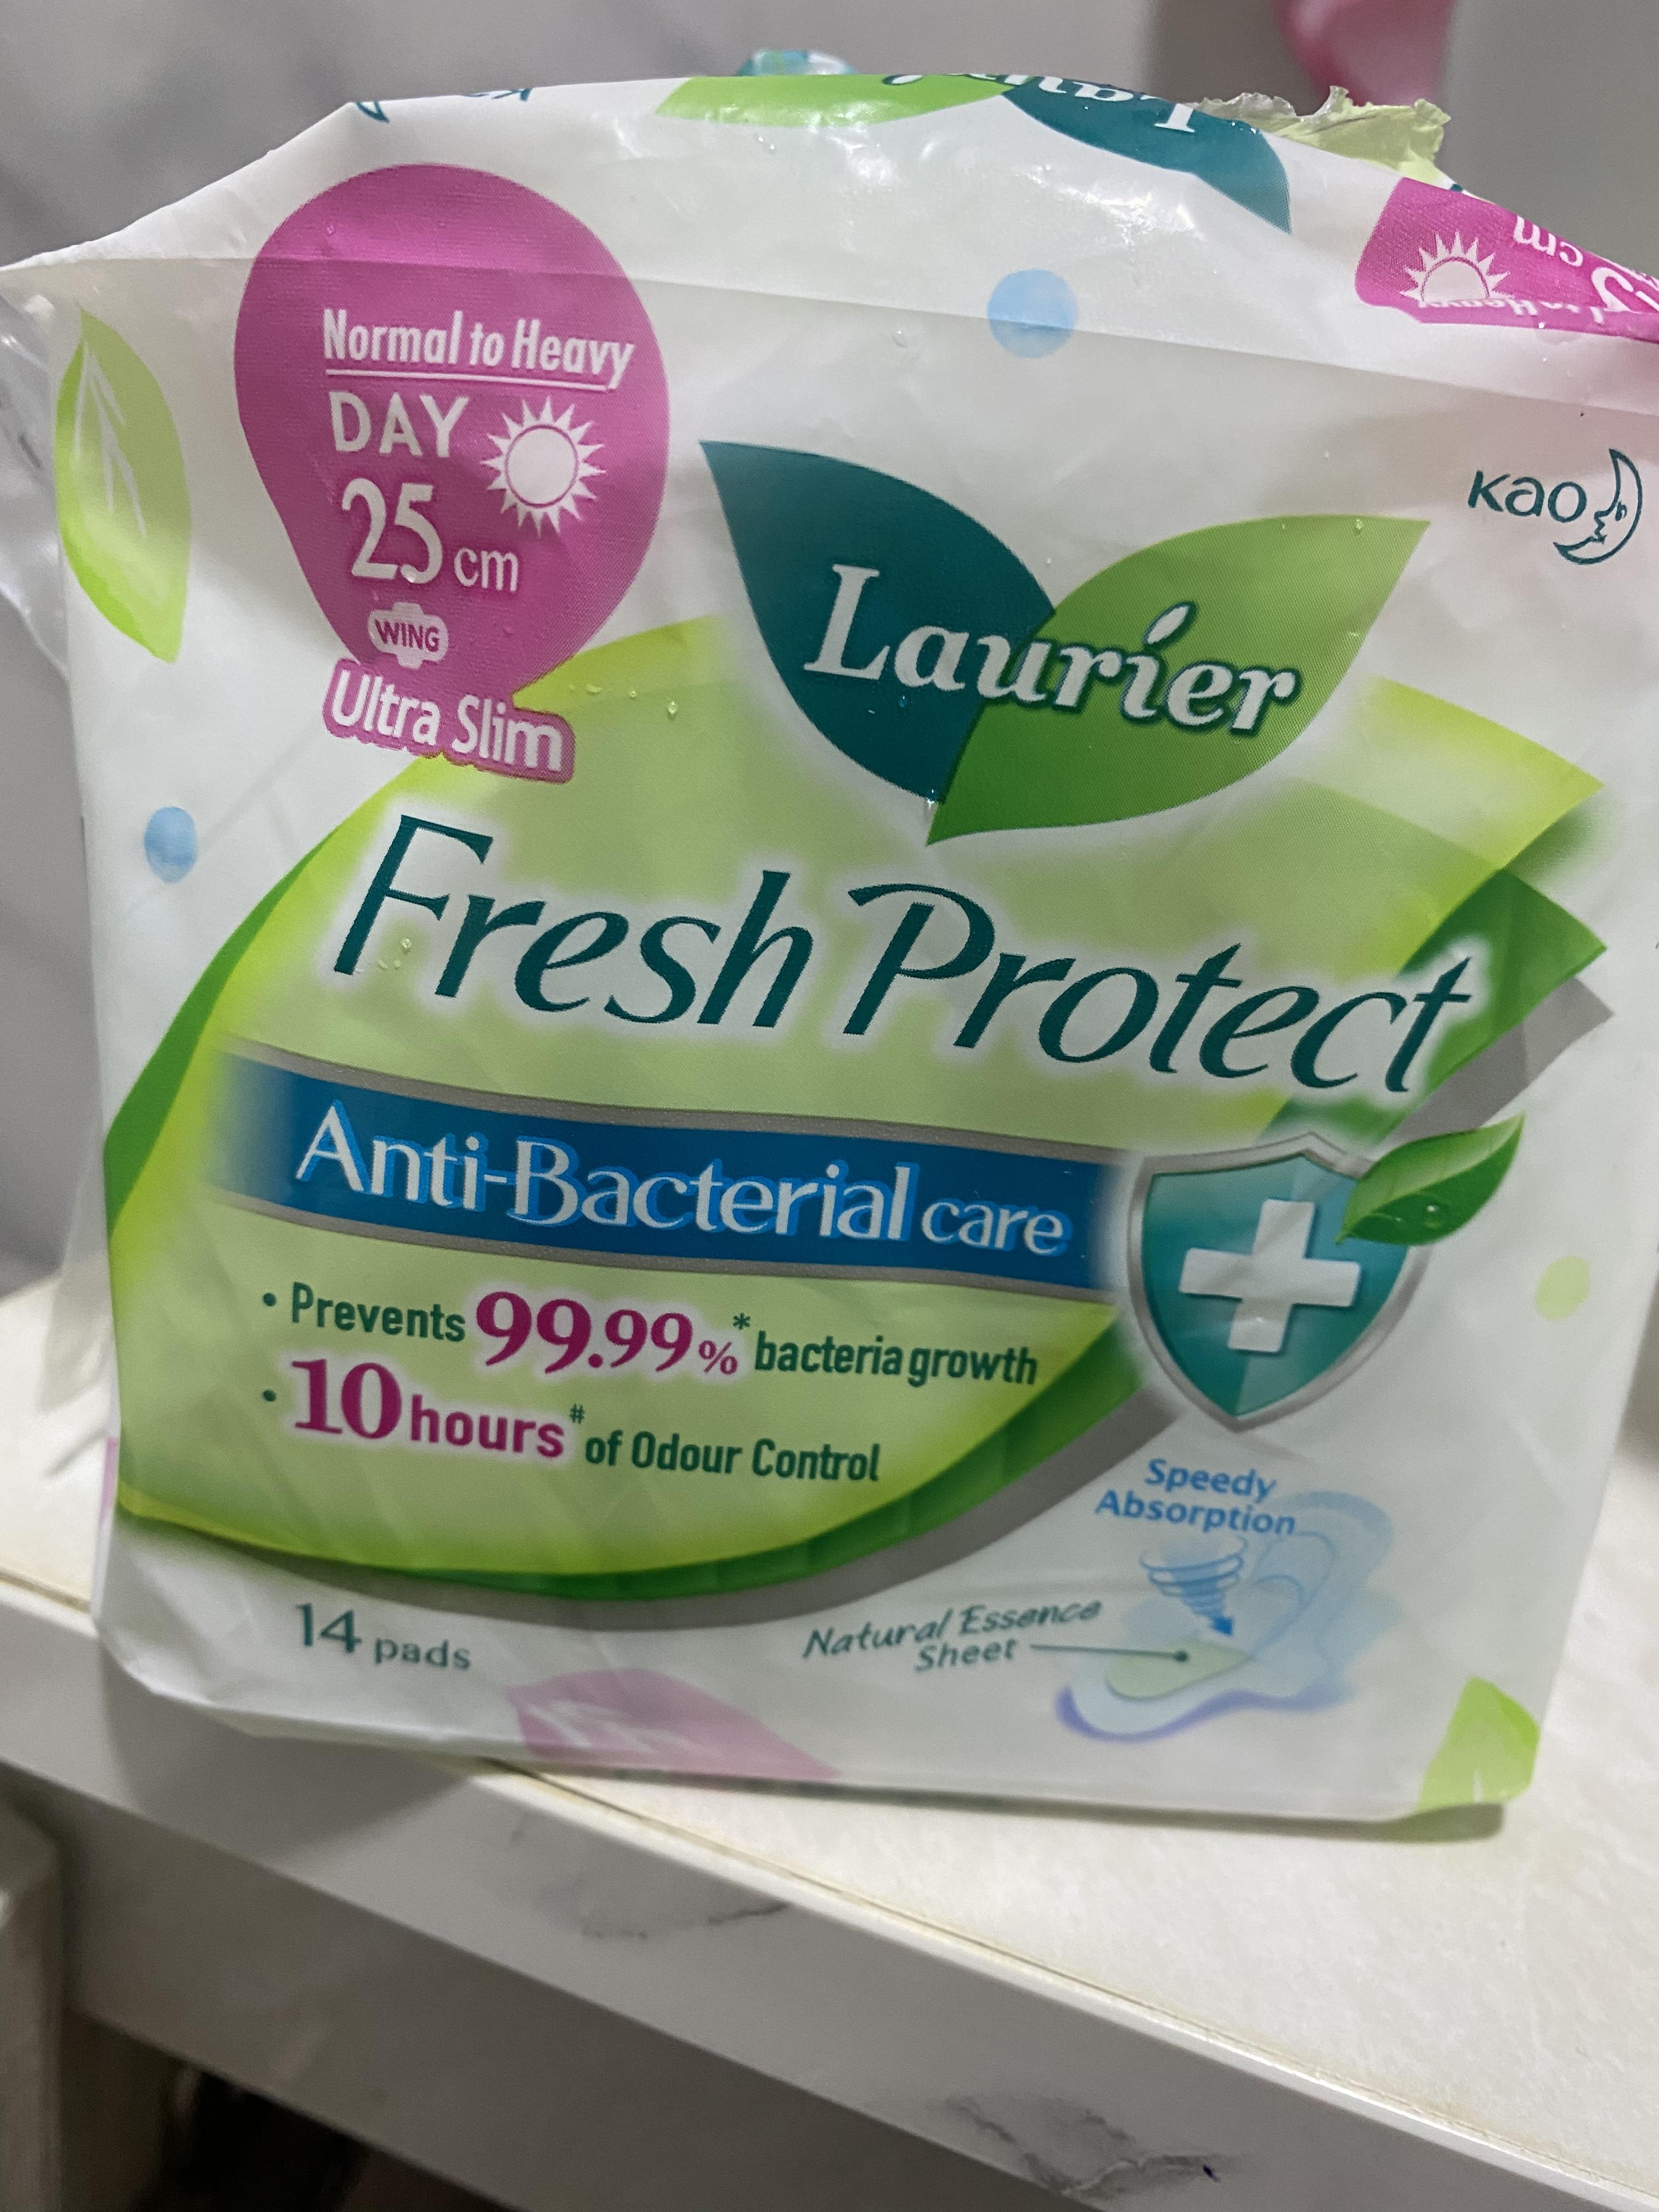 Laurier
Normal to Heavy
DAY
25 cm
WING
Ultra Slim
Kao
Laurier
Fresh Protect
Anti-Bacterial care
• Prevents 99.99%* bacteria growth
• 10 hours# of Odour Control
Speedy
Absorption
Natural Essence
Sheet
14 pads